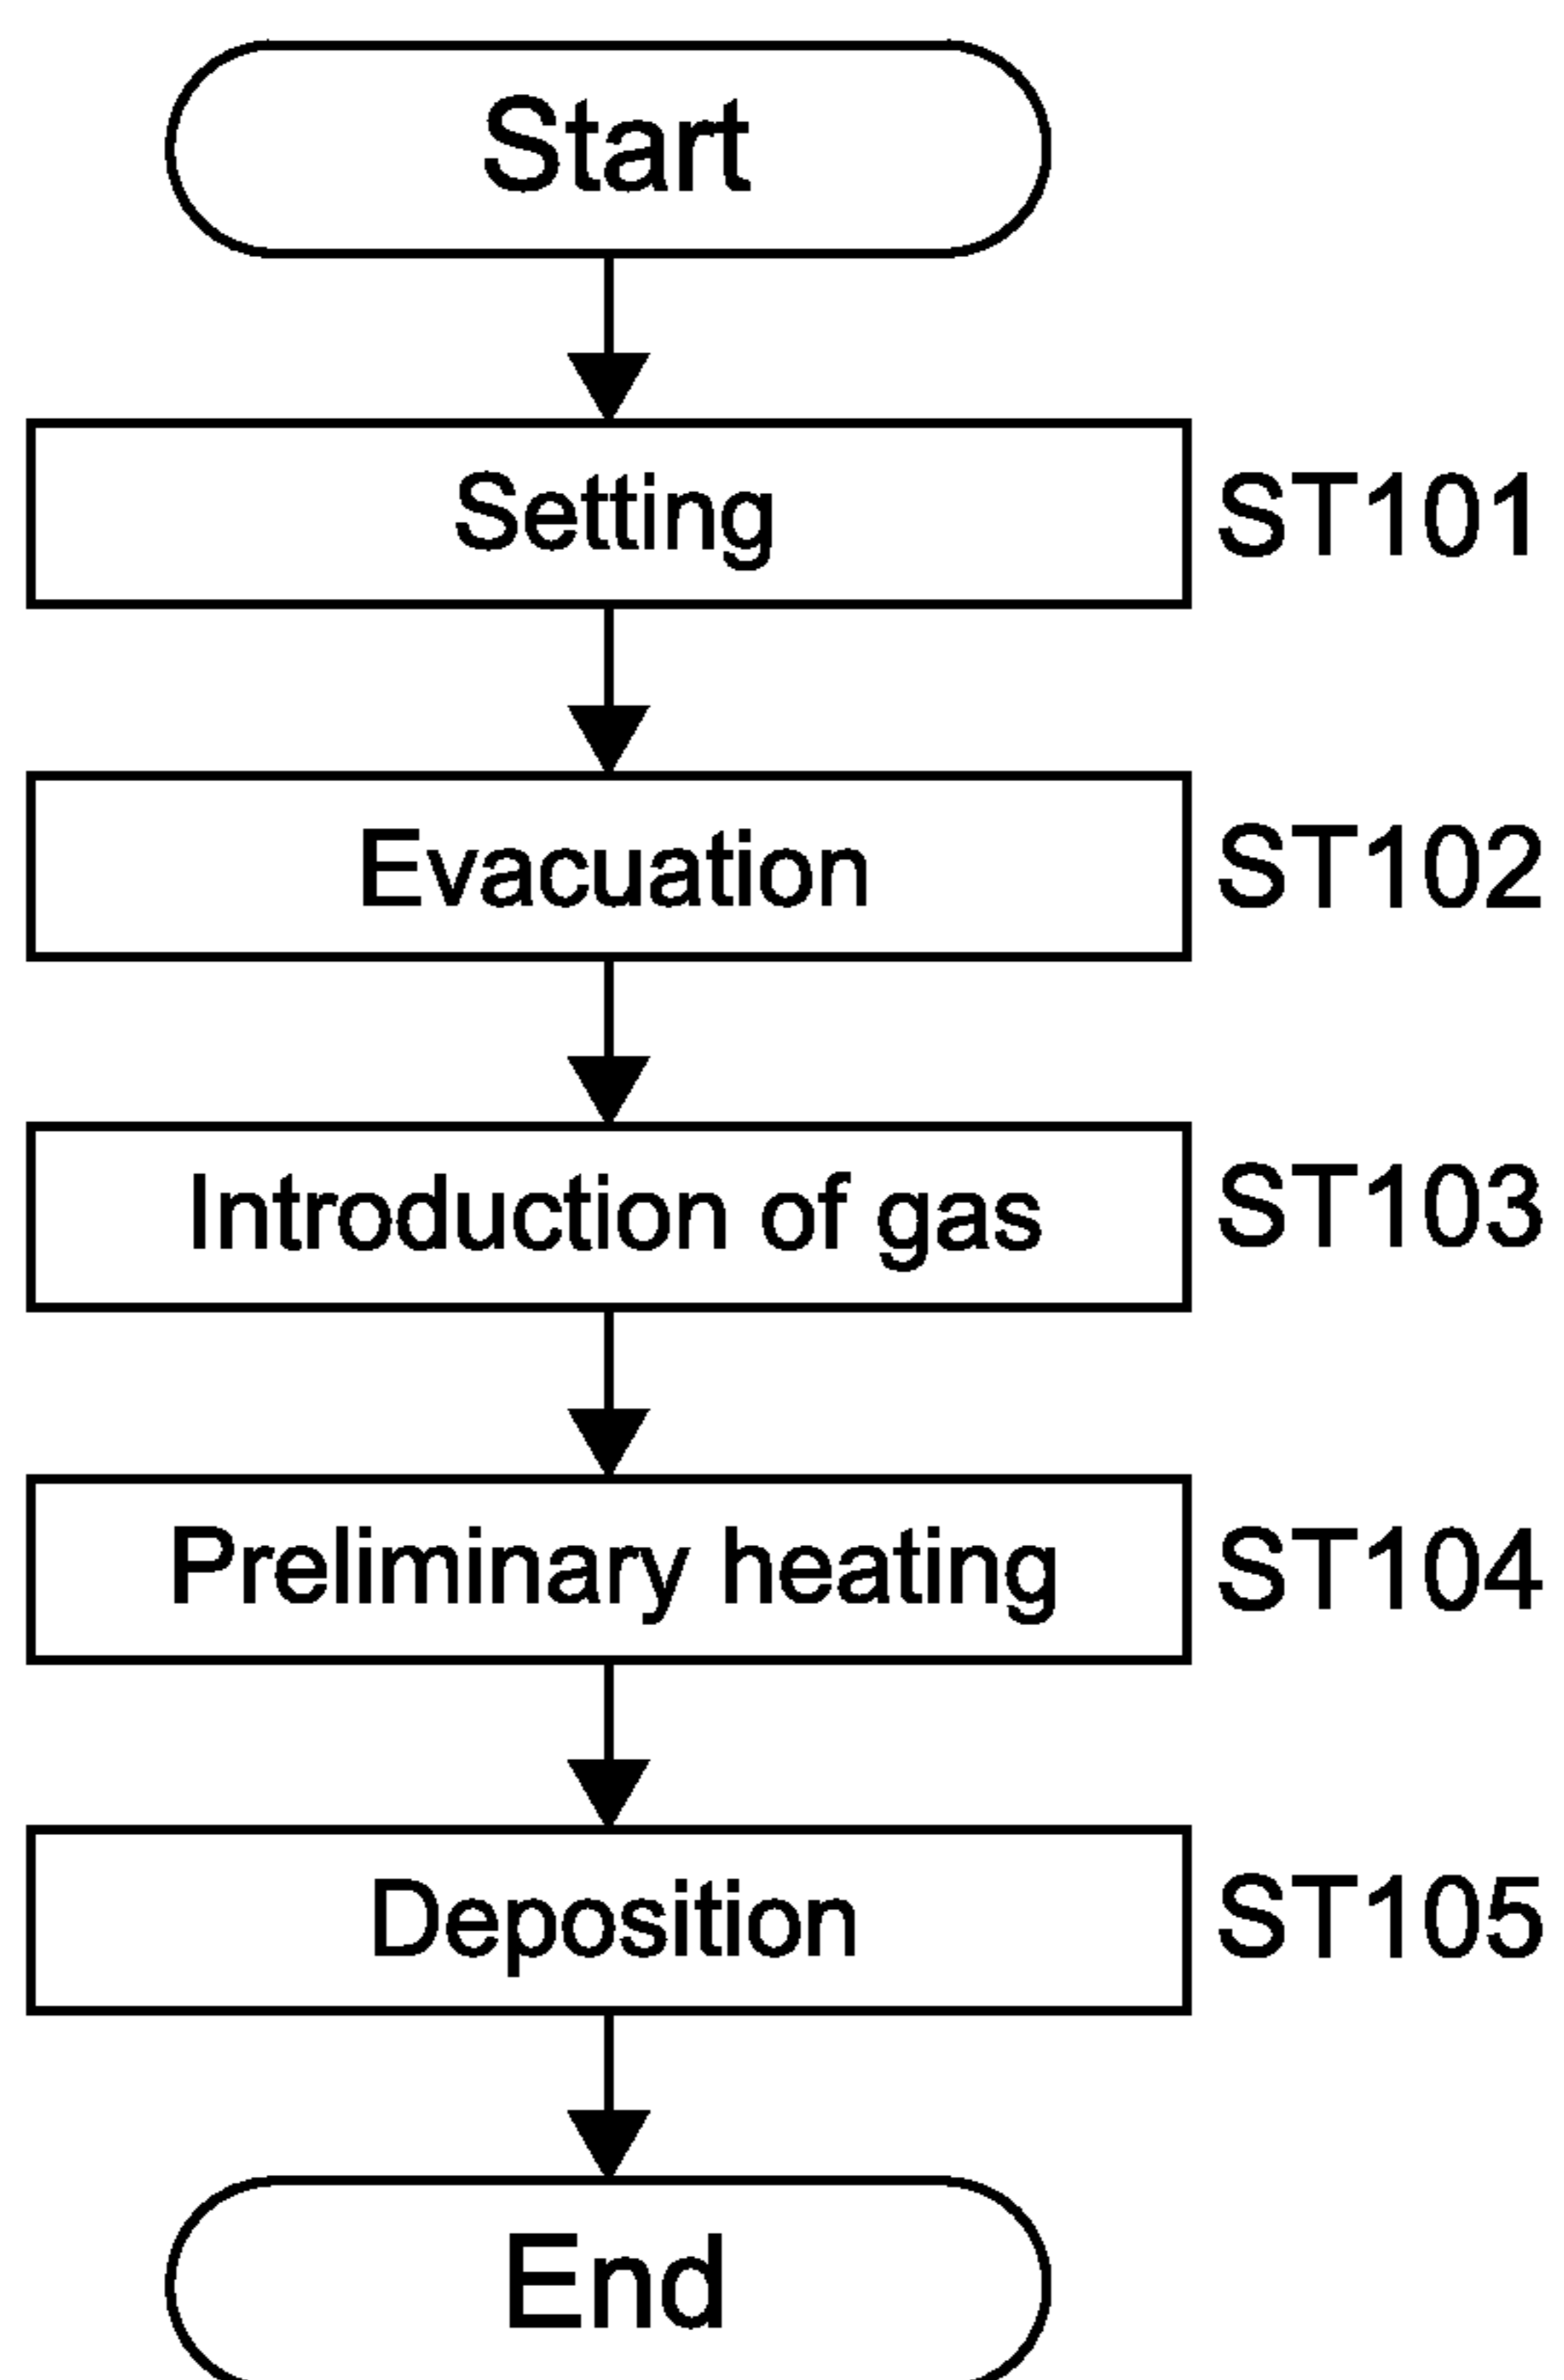 Start
Setting ST101
Evacuation ST102
Introduction of gas ST103
Preliminary heating ST104
Deposition ST105
End